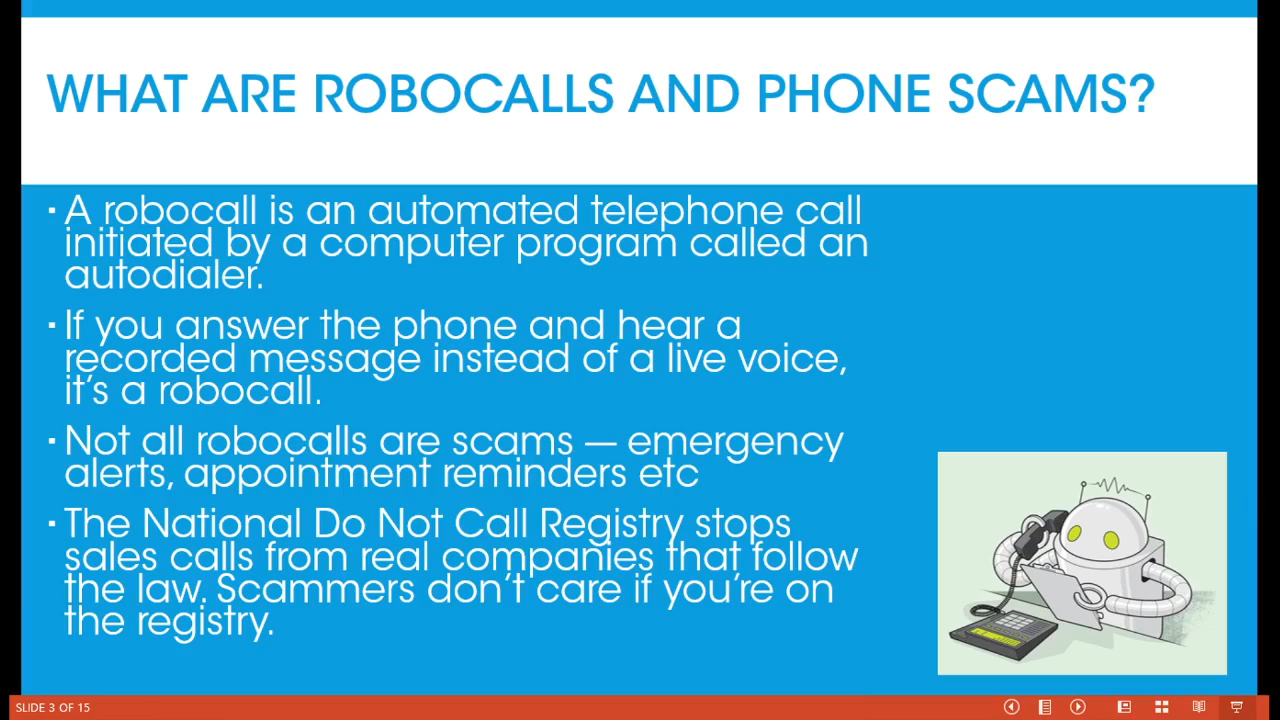 WHAT ARE ROBOCALLS AND PHONE SCAMS?
▪ A robocall is an automated telephone call
initiated by a computer program called an
autodialer.
▪ If you answer the phone and hear a
recorded message instead of a live voice,
it's a robocall.
▪ Not all robocalls are scams — emergency
alerts, appointment reminders etc
▪ The National Do Not Call Registry stops
sales calls from real companies that follow
the law. Scammers don't care if you're on
the registry.
SLIDE 3 OF 15